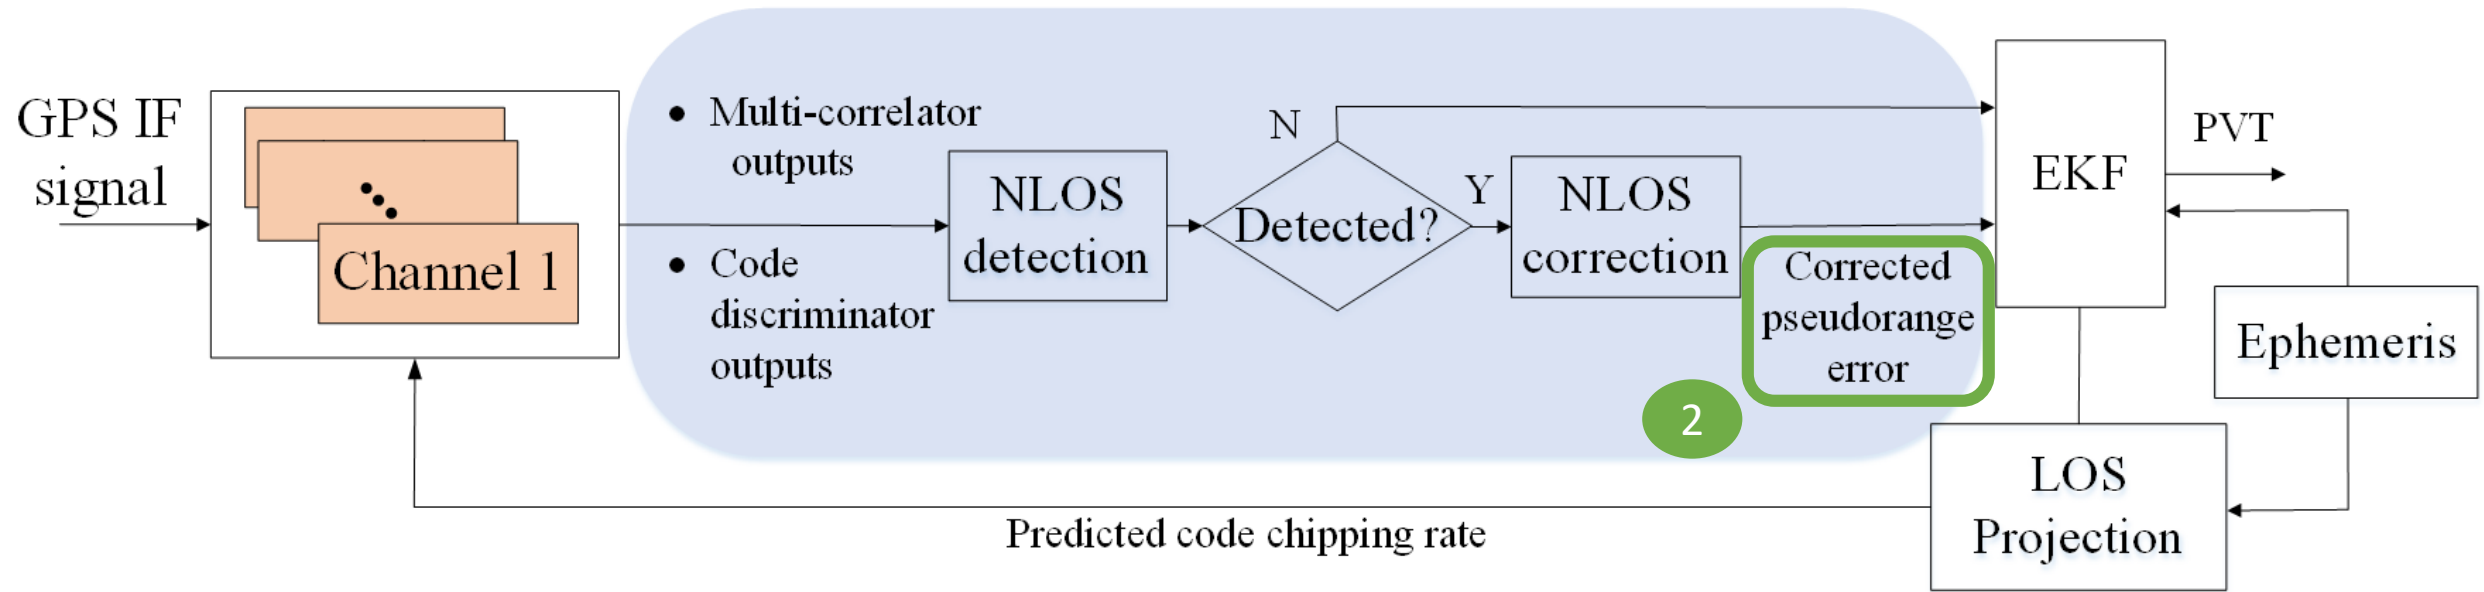 GPS IF
signal
Channel 1
• Multi-correlator
outputs
• Code
discriminator
outputs
NLOS
detection
Detected?
N
Y
NLOS
correction
Corrected
pseudorange
error
2
EKF
PVT
Ephemeris
LOS
Projection
Predicted code chipping rate